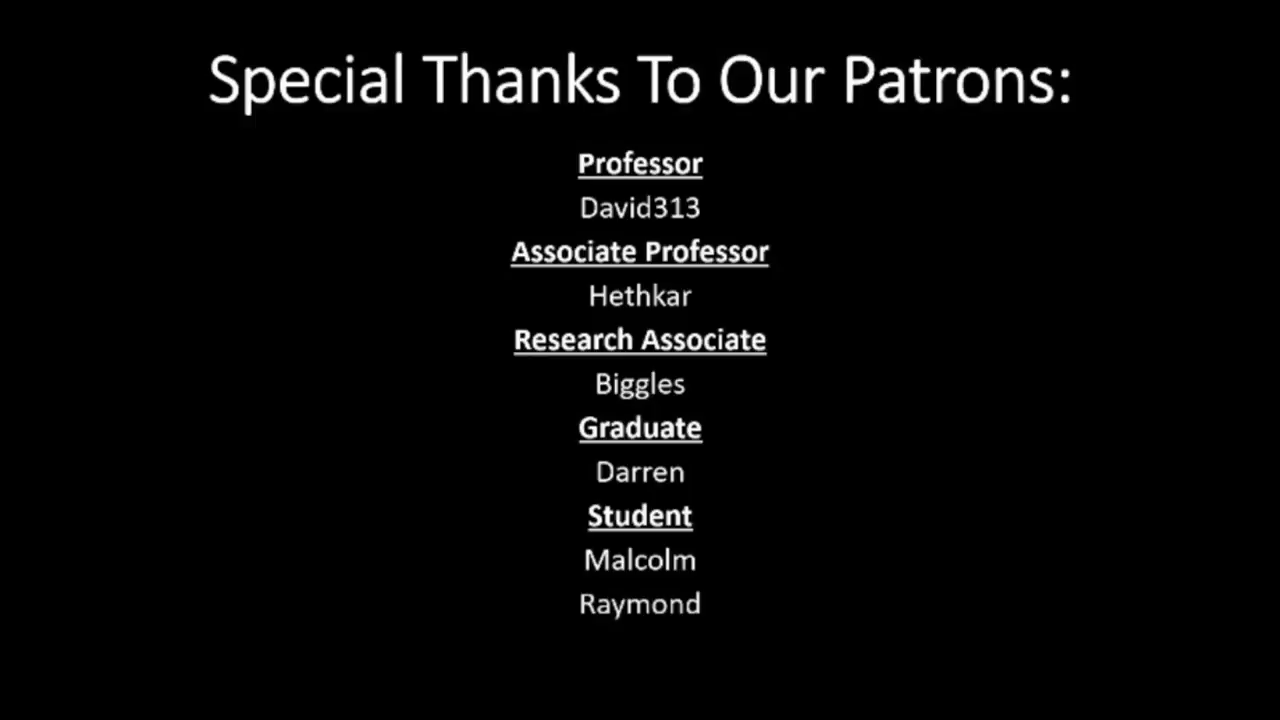 Special Thanks To Our Patrons:
Professor
David313
Associate Professor
Hethkar
Research Associate
Biggles
Graduate
Darren
Student
Malcolm
Raymond